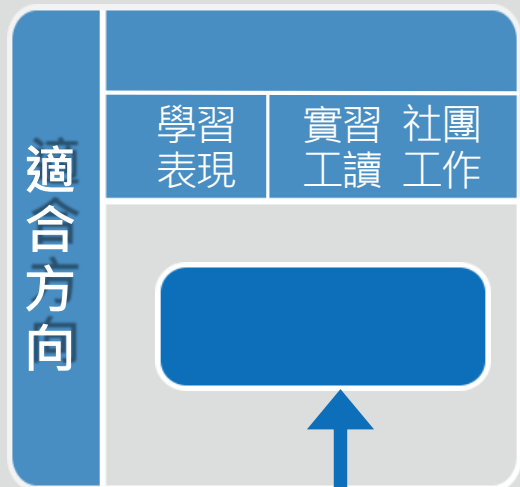 適合方向
學習
表現
實習 社團
工讀 工作